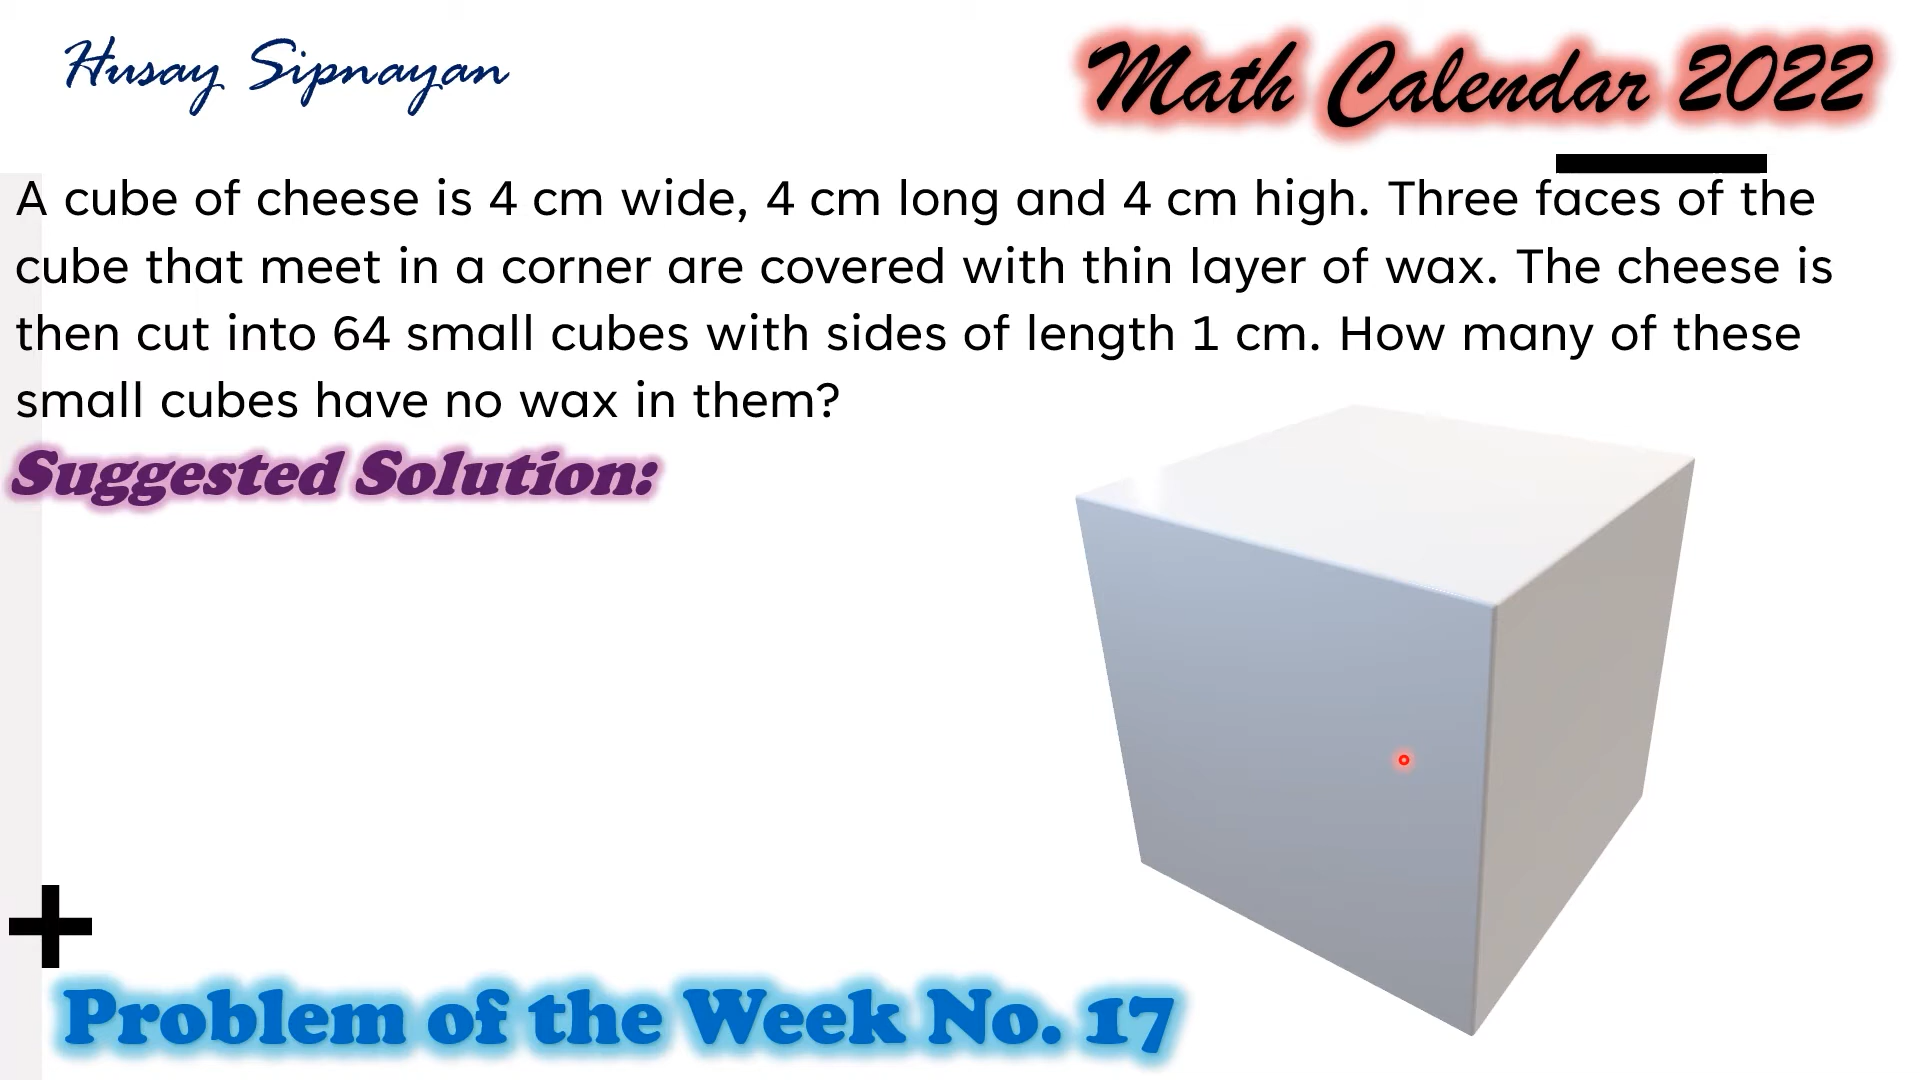 Husay Sipnayan
Math Calendar 2022
A cube of cheese is 4 cm wide, 4 cm long and 4 cm high. Three faces of the
cube that meet in a corner are covered with thin layer of wax. The cheese is
then cut into 64 small cubes with sides of length 1 cm. How many of these
small cubes have no wax in them?
Suggested Solution:
Problem of the Week No. 17